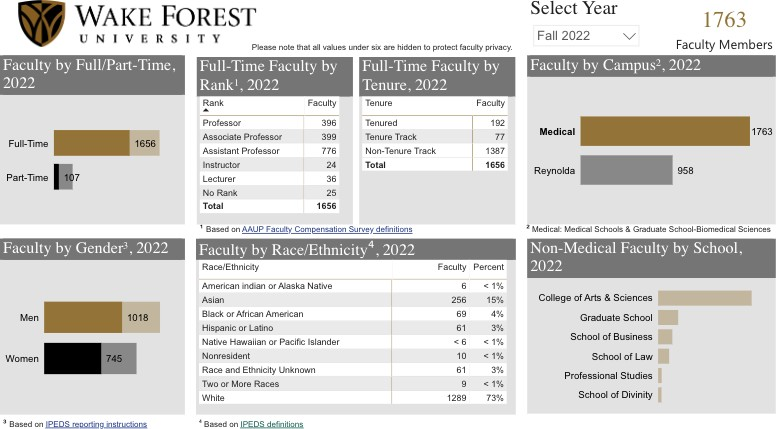 WAKE FOREST
UNIVERSITY
Please note that all values under six are hidden to protect faculty privacy.
Select Year
Fall 2022
1763
Faculty Members
Faculty by Full/Part-Time,
2022
Full-Time 1656
Part-Time 107
Full-Time Faculty by
Rank¹, 2022
Rank Faculty
Professor 396
Associate Professor 399
Assistant Professor 776
Instructor 24
Lecturer 36
No Rank 25
Total 1656
¹ Based on AAUP Faculty Compensation Survey definitions
Full-Time Faculty by
Tenure, 2022
Tenure Faculty
Tenured 192
Tenure Track 77
Non-Tenure Track 1387
Total 1656
Faculty by Campus², 2022
Medical 1763
Reynolda 958
² Medical: Medical Schools & Graduate School-Biomedical Sciences
Faculty by Gender³, 2022
Men 1018
Women 745
³ Based on IPEDS reporting instructions
Faculty by Race/Ethnicity⁴, 2022
Race/Ethnicity Faculty Percent
American indian or Alaska Native 6 < 1%
Asian 256 15%
Black or African American 69 4%
Hispanic or Latino 61 3%
Native Hawaiian or Pacific Islander < 6 < 1%
Nonresident 10 < 1%
Race and Ethnicity Unknown 61 3%
Two or More Races 9 < 1%
White 1289 73%
⁴ Based on IPEDS definitions
Non-Medical Faculty by School,
2022
College of Arts & Sciences
Graduate School
School of Business
School of Law
Professional Studies
School of Divinity